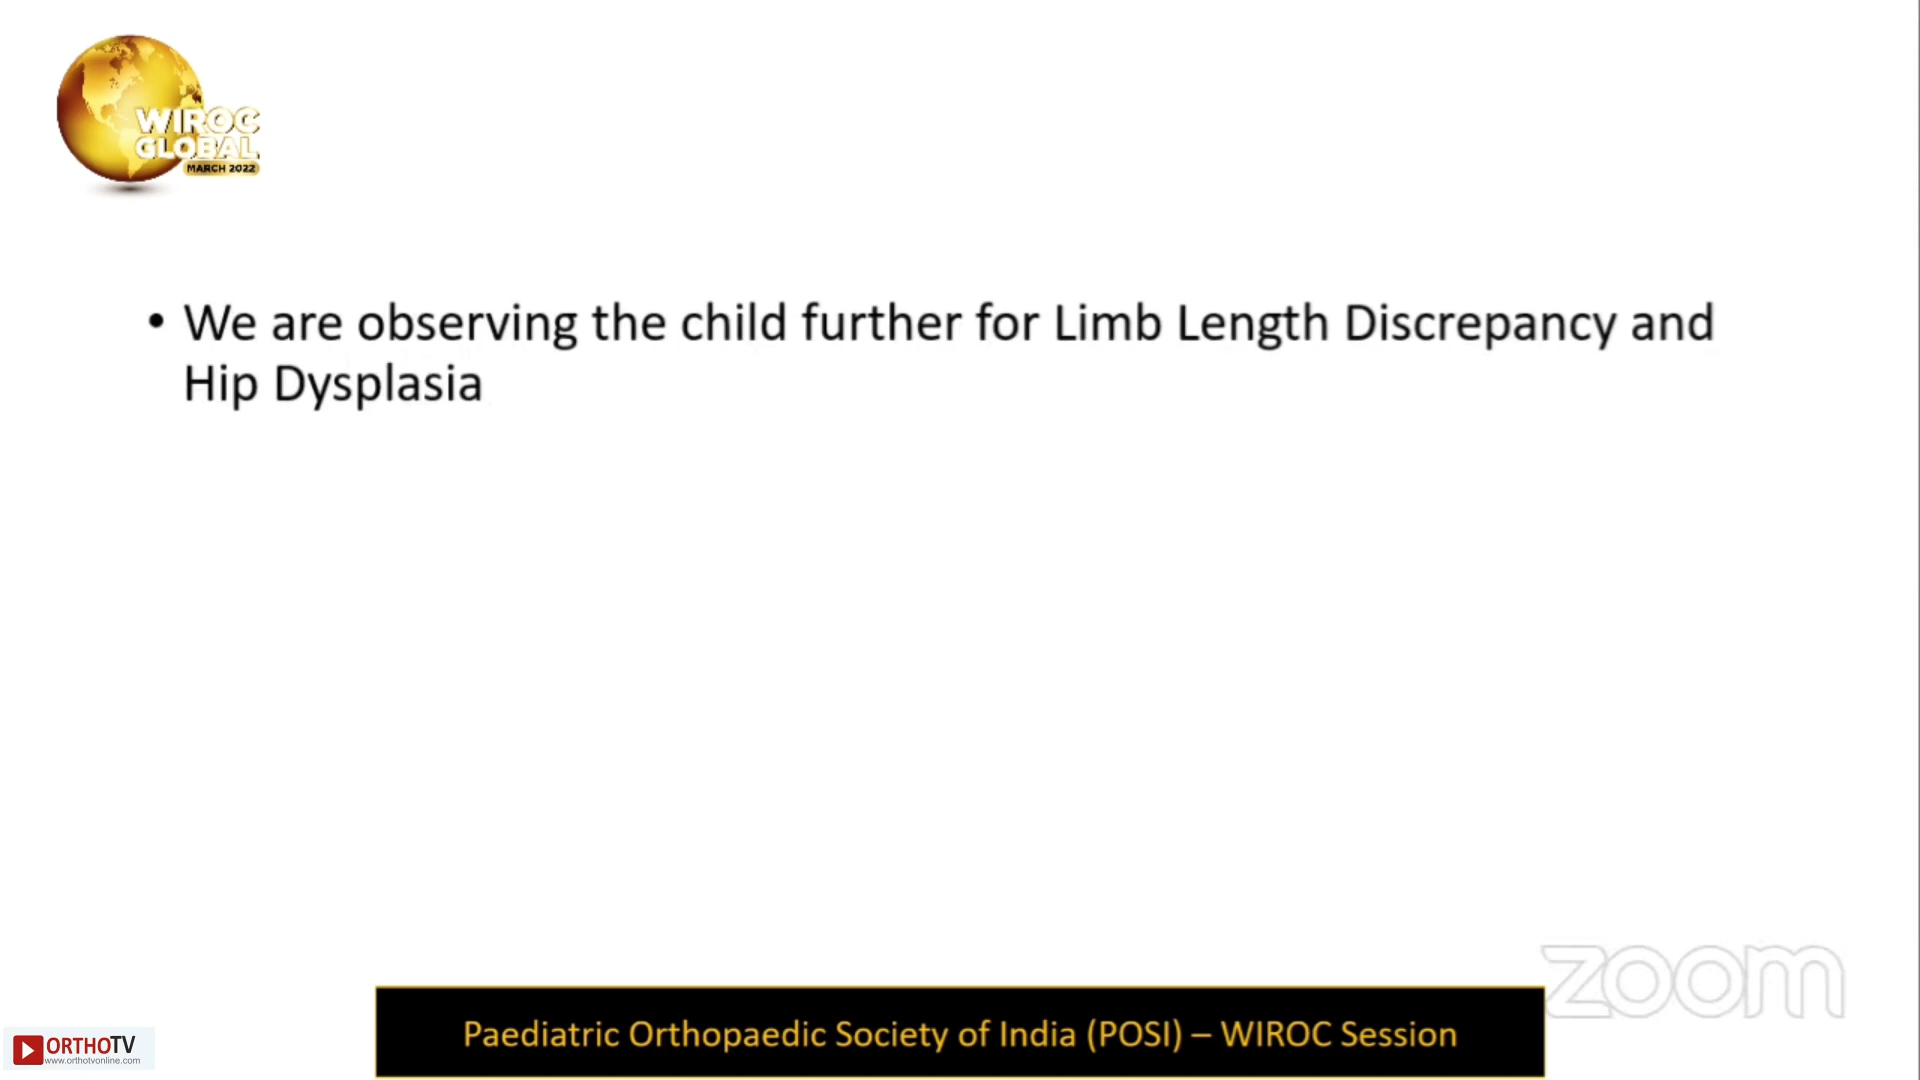 WIROC
GLOBAL
MARCH 2022
• We are observing the child further for Limb Length Discrepancy and
Hip Dysplasia
zoom
Paediatric Orthopaedic Society of India (POSI) – WIROC Session
ORTHOTV
www.orthotvonline.com